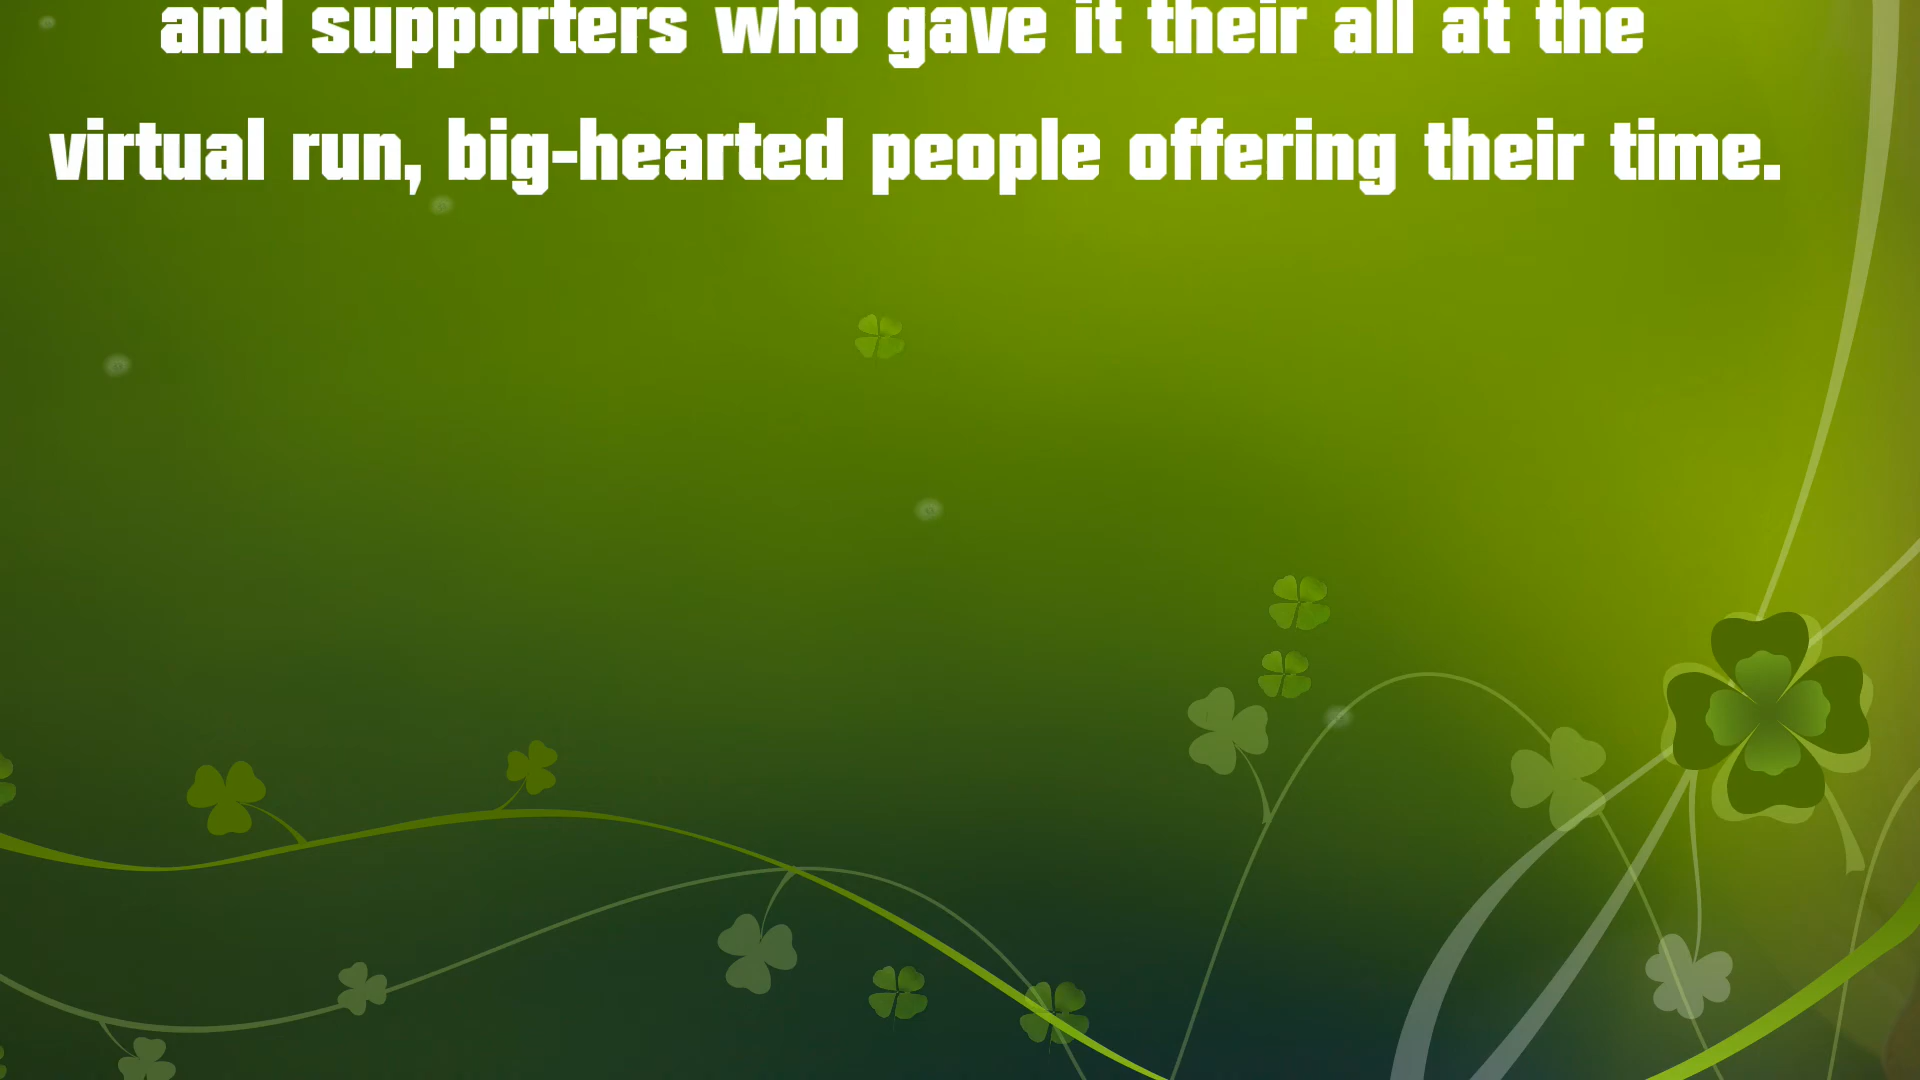 and supporters who gave it their all at the
virtual run, big-hearted people offering their time.